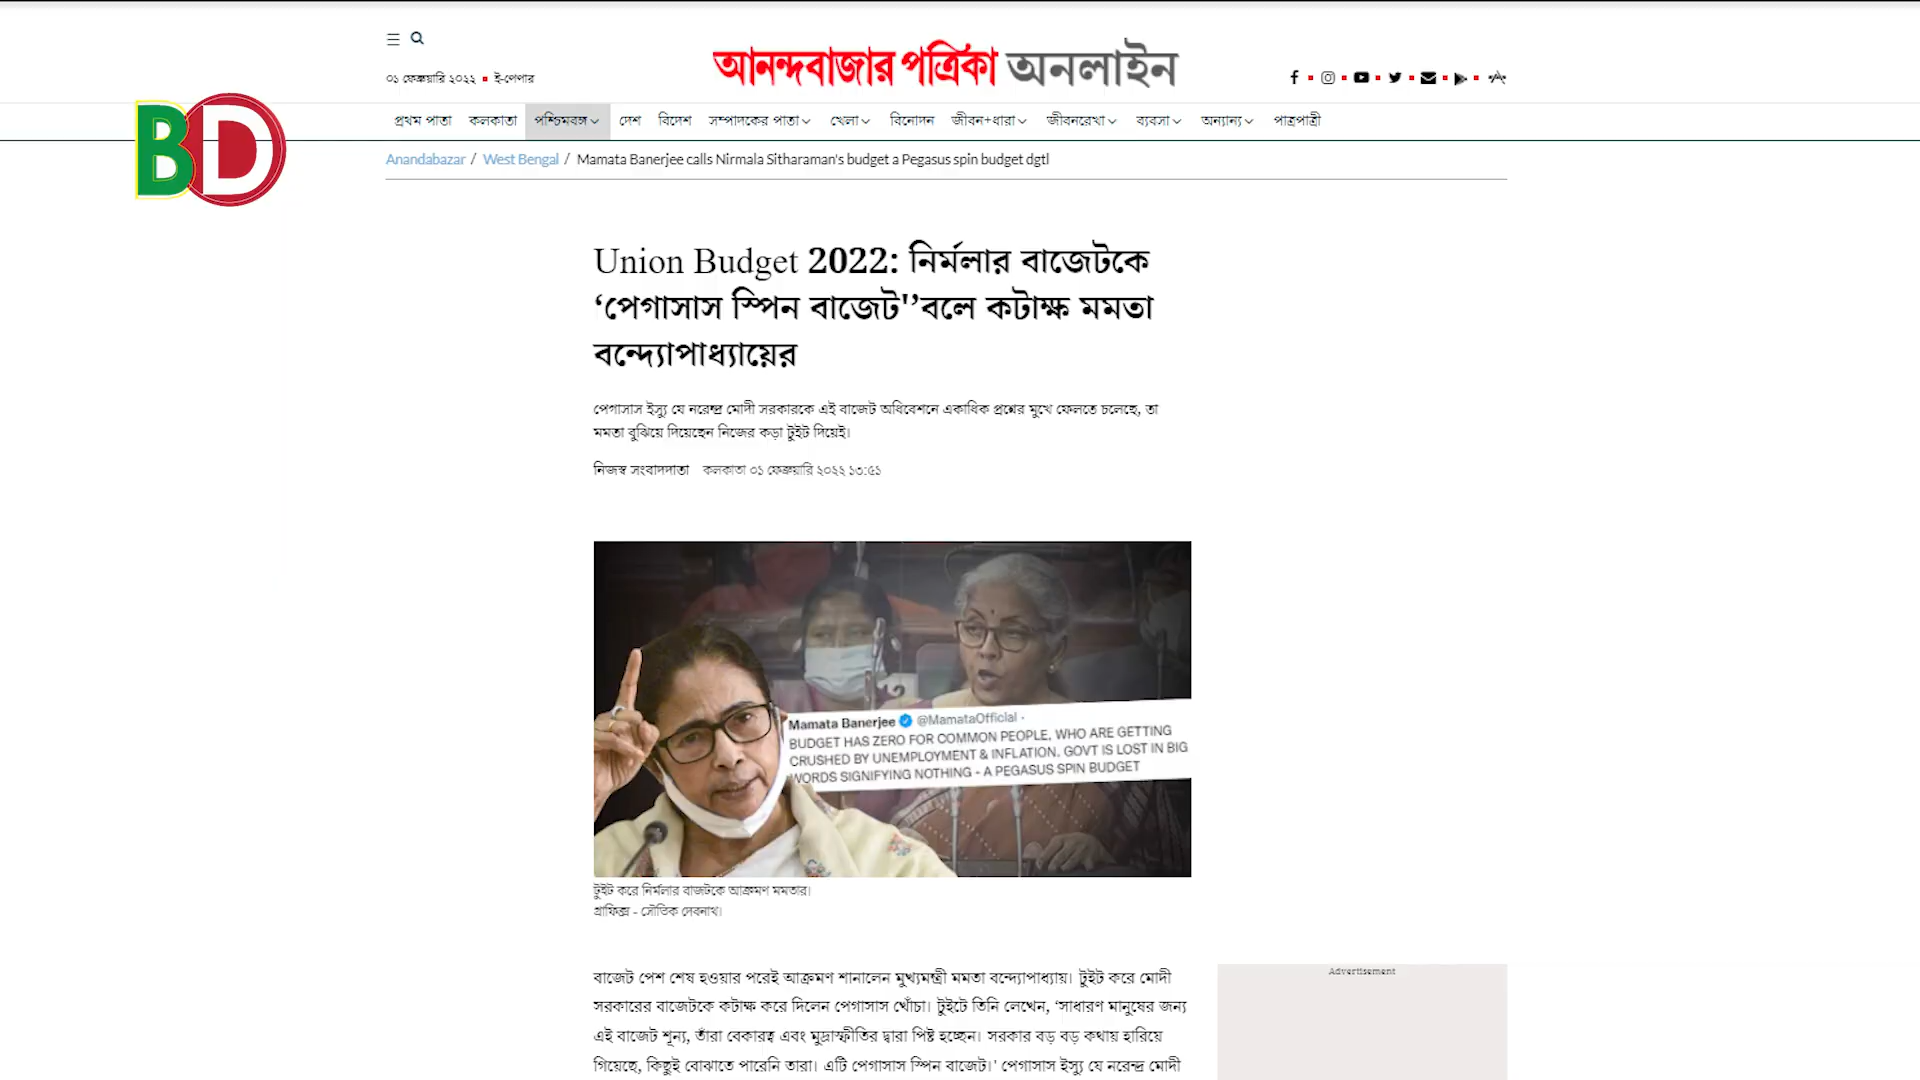 আনন্দবাজার পত্রিকা অনলাইন
০১ ফেব্রুয়ারি ২০২২ ▪ ই-পেপার
BD
প্রথম পাতা কলকাতা পশ্চিমবঙ্গ দেশ বিদেশ সম্পাদকের পাতা খেলা বিনোদন জীবন+ধারা জীবনরেখা ব্যবসা অন্যান্য পাত্রপাত্রী
Anandabazar / West Bengal / Mamata Banerjee calls Nirmala Sitharaman's budget a Pegasus spin budget dgtl
Union Budget 2022: নির্মলার বাজেটকে
‘পেগাসাস স্পিন বাজেট'’বলে কটাক্ষ মমতা
বন্দ্যোপাধ্যায়ের
পেগাসাস ইস্যু যে নরেন্দ্র মোদী সরকারকে এই বাজেট অধিবেশনে একাধিক প্রশ্নের মুখে ফেলতে চলেছে, তা
মমতা বুঝিয়ে দিয়েছেন নিজের কড়া টুইট দিয়েই।
নিজস্ব সংবাদদাতা কলকাতা ০১ ফেব্রুয়ারি ২০২২ ১৩:৫১
Mamata Banerjee @MamataOfficial ·
BUDGET HAS ZERO FOR COMMON PEOPLE, WHO ARE GETTING
CRUSHED BY UNEMPLOYMENT & INFLATION. GOVT IS LOST IN BIG
WORDS SIGNIFYING NOTHING - A PEGASUS SPIN BUDGET
টুইট করে নির্মলার বাজটকে আক্রমণ মমতার।
গ্রাফিক্স - সৌভিক দেবনাথ।
বাজেট পেশ শেষ হওয়ার পরেই আক্রমণ শানালেন মুখ্যমন্ত্রী মমতা বন্দ্যোপাধ্যায়। টুইট করে মোদী
সরকারের বাজেটকে কটাক্ষ করে দিলেন পেগাসাস খোঁচা। টুইটে তিনি লেখেন, ‘সাধারণ মানুষের জন্য
এই বাজেট শূন্য, তাঁরা বেকারত্ব এবং মুদ্রাস্ফীতির দ্বারা পিষ্ট হচ্ছেন। সরকার বড় বড় কথায় হারিয়ে
গিয়েছে, কিছুই বোঝাতে পারেনি তারা। এটি পেগাসাস স্পিন বাজেট।' পেগাসাস ইস্যু যে নরেন্দ্র মোদী
Advertisement